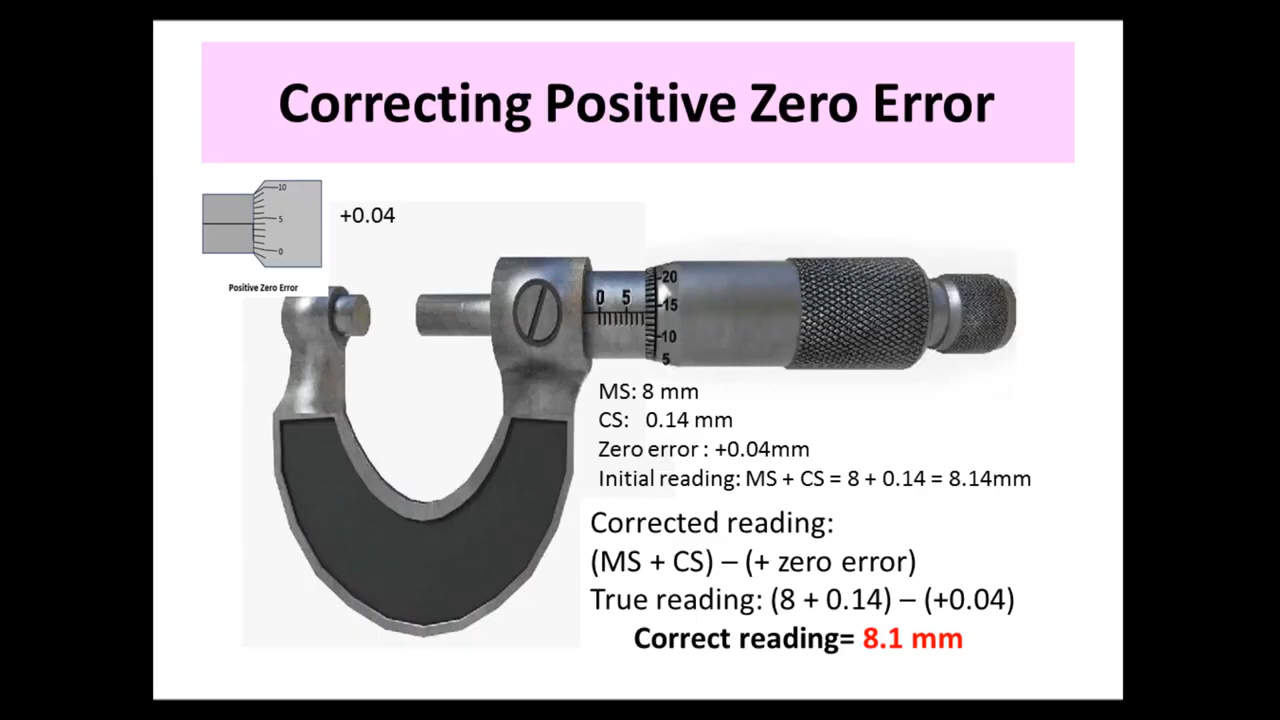 Correcting Positive Zero Error
10
5
0
+0.04
Positive Zero Error
0 5
20
15
10
5
MS: 8 mm
CS: 0.14 mm
Zero error : +0.04mm
Initial reading: MS + CS = 8 + 0.14 = 8.14mm
Corrected reading:
(MS + CS) – (+ zero error)
True reading: (8 + 0.14) – (+0.04)
Correct reading= 8.1 mm